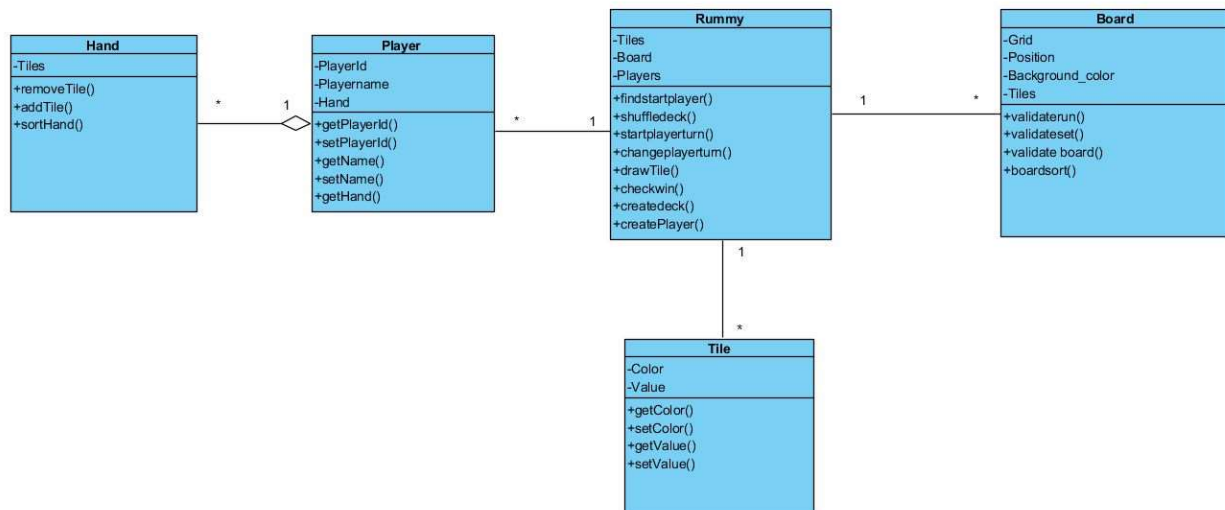 Hand
-Tiles
+removeTile()
+addTile()
+sortHand()
*
1
Player
-PlayerId
-Playername
-Hand
+getPlayerId()
+setPlayerId()
+getName()
+setName()
+getHand()
*
1
Rummy
-Tiles
-Board
-Players
+findstartplayer()
+shuffledeck()
+startplayerturn()
+changeplayerturn()
+drawTile()
+checkwin()
+createdeck()
+createPlayer()
1
*
Board
-Grid
-Position
-Background_color
-Tiles
+validaterun()
+validateset()
+validate board()
+boardsort()
1
*
Tile
-Color
-Value
+getColor()
+setColor()
+getValue()
+setValue()